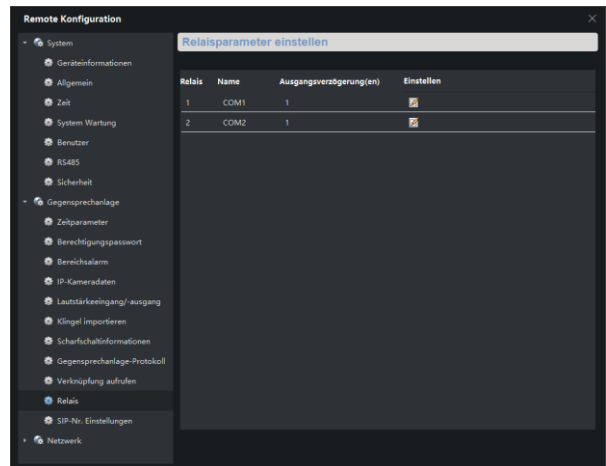 Remote Konfiguration
System
Geräteinformationen
Allgemein
Zeit
System Wartung
Benutzer
RS485
Sicherheit
Gegensprechanlage
Zeitparameter
Berechtigungspasswort
Bereichsalarm
IP-Kameradaten
Lautstärkeeingang/-ausgang
Klingel importieren
Scharfschaltinformationen
Gegensprechanlage-Protokoll
Verknüpfung aufrufen
Relais
SIP-Nr. Einstellungen
Netzwerk
Relaisparameter einstellen
Relais Name Ausgangsverzögerung(en) Einstellen
1 COM1 1
2 COM2 1